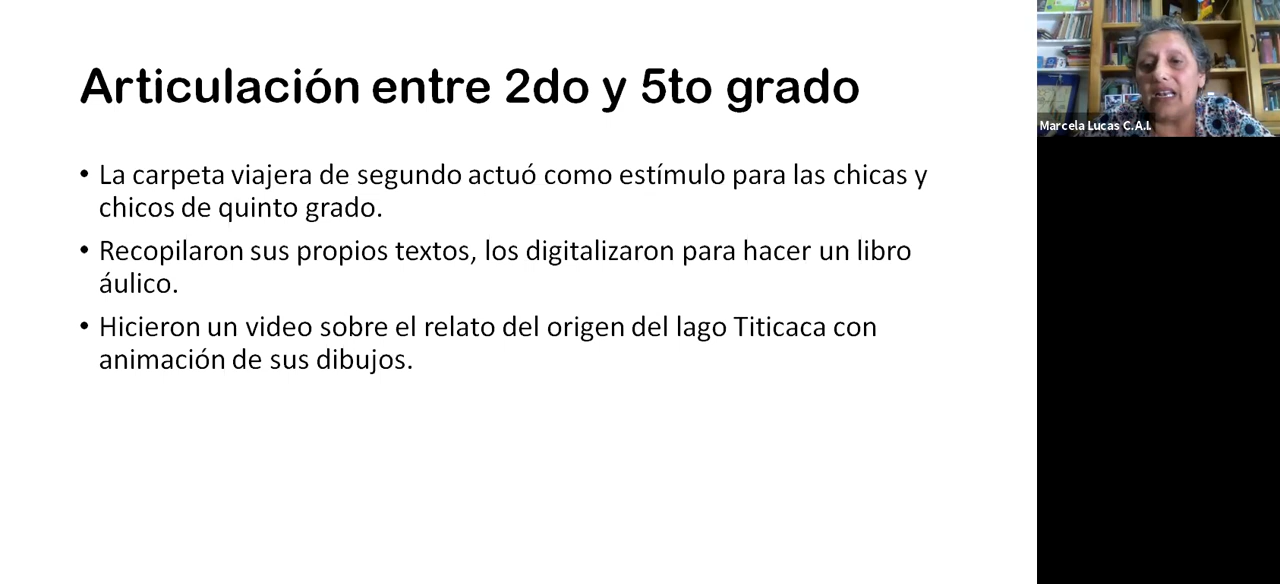 Articulación entre 2do y 5to grado
• La carpeta viajera de segundo actuó como estímulo para las chicas y
chicos de quinto grado.
• Recopilaron sus propios textos, los digitalizaron para hacer un libro
áulico.
• Hicieron un video sobre el relato del origen del lago Titicaca con
animación de sus dibujos.
Marcela Lucas C.A.I.